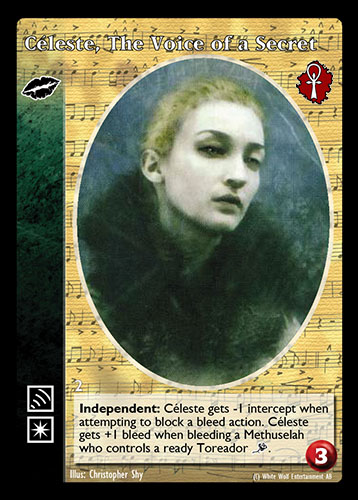 Céleste, The Voice of a Secret
2
Independent: Céleste gets -1 intercept when
attempting to block a bleed action. Céleste
gets +1 bleed when bleeding a Methuselah
who controls a ready Toreador .
3
Illus: Christopher Shy
(C) White Wolf Entertainment AB